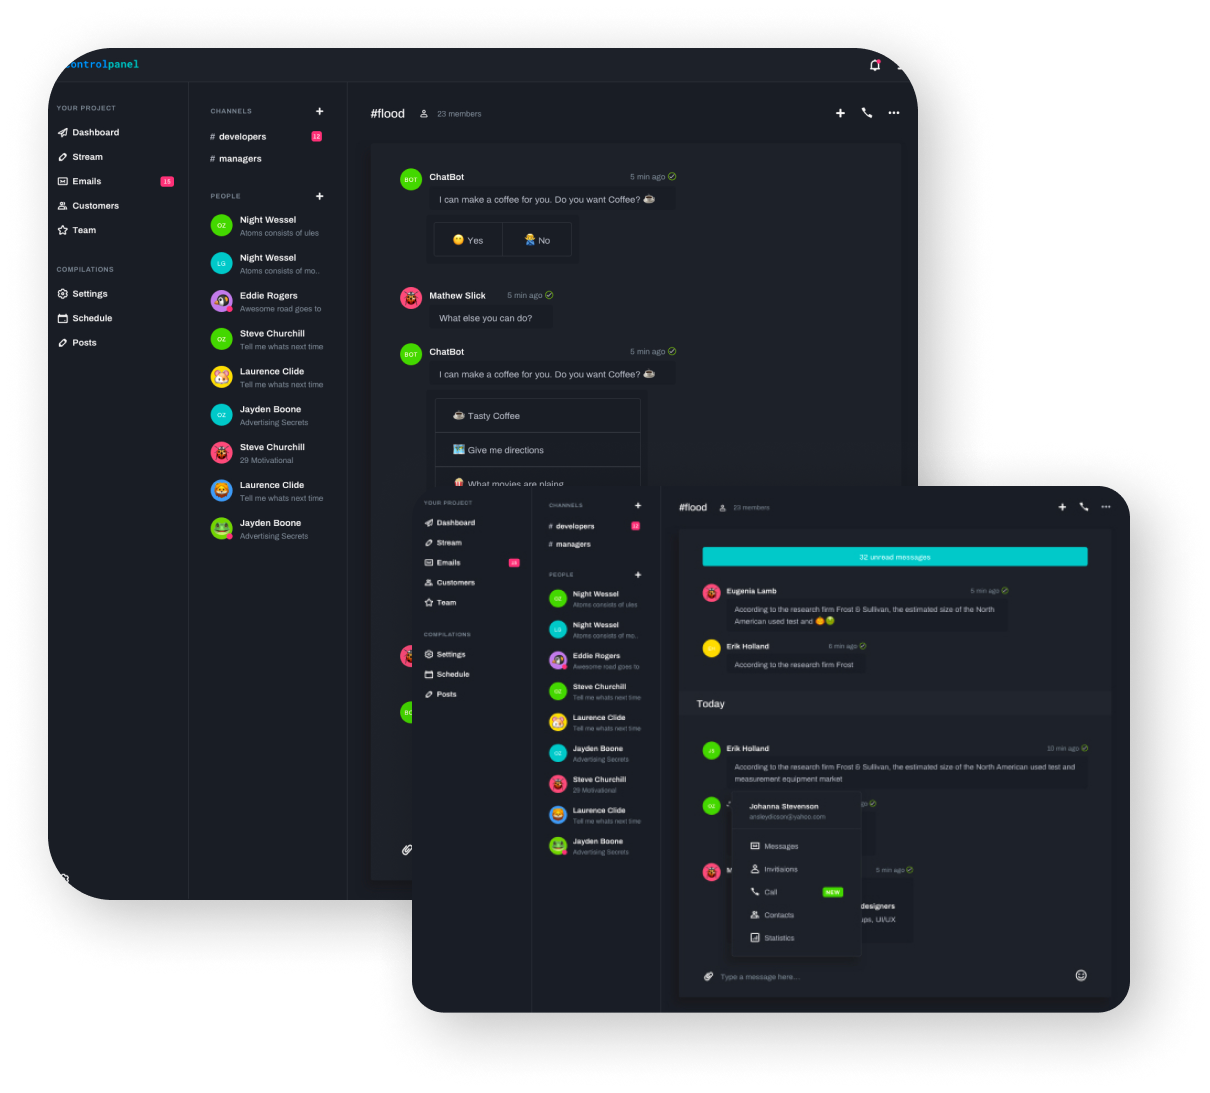 ontrolpanel
YOUR PROJECT
Dashboard
Stream
Emails 16
Customers
Team
COMPILATIONS
Settings
Schedule
Posts
CHANNELS
# developers 12
# managers
PEOPLE
OZ Night Wessel
Atoms consists of ules
LG Night Wessel
Atoms consists of mo..
Eddie Rogers
Awesome road goes to
OZ Steve Churchill
Tell me whats next time
Laurence Clide
Tell me whats next time
OZ Jayden Boone
Advertising Secrets
Steve Churchill
29 Motivational
Laurence Clide
Tell me whats next time
Jayden Boone
Advertising Secrets
#flood 23 members
BOT ChatBot 5 min ago
I can make a coffee for you. Do you want Coffee? ☕
😶 Yes 🤷‍♂️ No
Mathew Slick 5 min ago
What else you can do?
BOT ChatBot 5 min ago
I can make a coffee for you. Do you want Coffee? ☕
☕ Tasty Coffee
🗺️ Give me directions
🍿 What movies are plaing
BO
YOUR PROJECT
Dashboard
Stream
Emails 16
Customers
Team
COMPILATIONS
Settings
Schedule
Posts
CHANNELS
# developers 12
# managers
PEOPLE
OZ Night Wessel
Atoms consists of ules
LG Night Wessel
Atoms consists of mo..
Eddie Rogers
Awesome road goes to
OZ Steve Churchill
Tell me whats next time
Laurence Clide
Tell me whats next time
OZ Jayden Boone
Advertising Secrets
Steve Churchill
29 Motivational
Laurence Clide
Tell me whats next time
Jayden Boone
Advertising Secrets
#flood 23 members
32 unread messages
Eugenia Lamb 5 min ago
According to the research firm Frost & Sullivan, the estimated size of the North
American used test and 🎃🤢
Erik Holland 5 min ago
According to the research firm Frost
Today
Erik Holland 10 min ago
According to the research firm Frost & Sullivan, the estimated size of the North American used test and
measurement equipment market
OZ J go
Johanna Stevenson
ansleydicson@yahoo.com
Messages
Invitiaions
Call NEW
Contacts
Statistics
M 5 min ago
designers
ups, UI/UX
Type a message here...